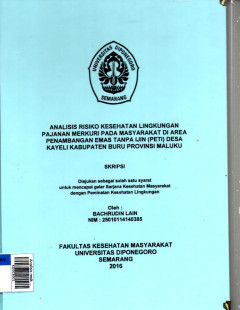 UNIVERSITAS DIPONEGORO
SEMARANG
ANALISIS RISIKO KESEHATAN LINGKUNGAN
PAJANAN MERKURI PADA MASYARAKAT DI AREA
PENAMBANGAN EMAS TANPA IJIN (PETI) DESA
KAYELI KABUPATEN BURU PROVINSI MALUKU
SKRIPSI
Diajukan sebagai salah satu syarat
untuk mencapai gelar Sarjana Kesehatan Masyarakat
dengan Peminatan Kesehatan Lingkungan
Oleh :
BACHRUDIN LAIN
NIM : 25010114140385
FAKULTAS KESEHATAN MASYARAKAT
UNIVERSITAS DIPONEGORO
SEMARANG
2016